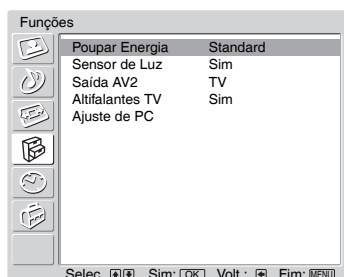 Funções
Poupar Energia Standard
Sensor de Luz Sim
Saída AV2 TV
Altifalantes TV Sim
Ajuste de PC
Selec. Sim: OK Volt.: Fim: MENU